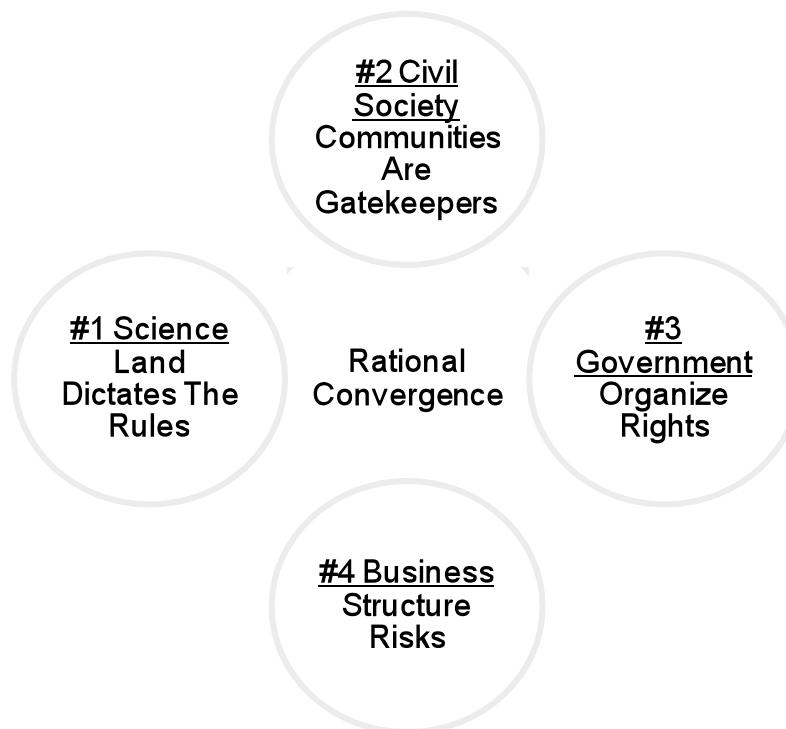 #2 Civil
Society
Communities
Are
Gatekeepers
#1 Science
Land
Dictates The
Rules
Rational
Convergence
#3
Government
Organize
Rights
#4 Business
Structure
Risks